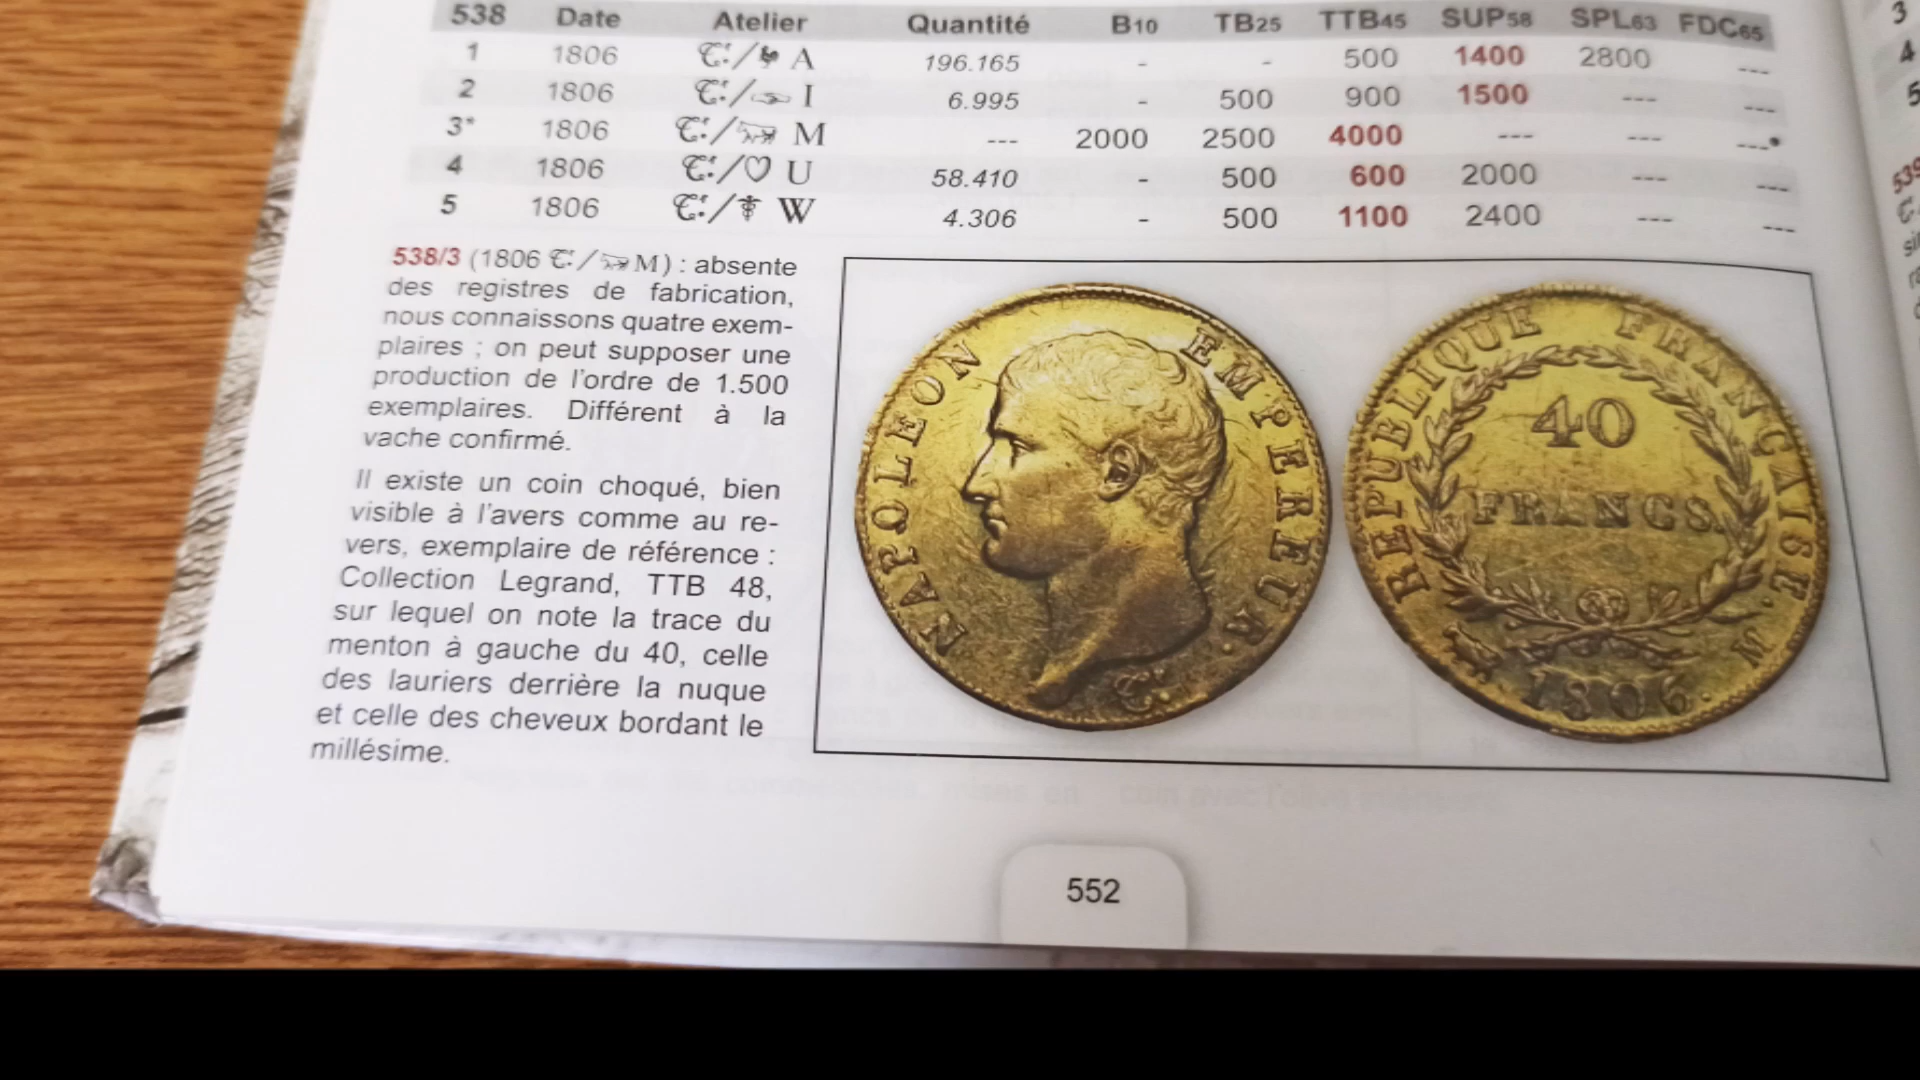 538 Date Atelier Quantité B10 TB25 TTB45 SUP58 SPL63 FDC65
1 1806 A 196.165 - - 500 1400 2800 ---
2 1806 I 6.995 - 500 900 1500 --- ---
3* 1806 M --- 2000 2500 4000 --- --- ---*
4 1806 U 58.410 - 500 600 2000 --- ---
5 1806 W 4.306 - 500 1100 2400 --- ---
538/3 (1806 M) : absente
des registres de fabrication,
nous connaissons quatre exem-
plaires ; on peut supposer une
production de l'ordre de 1.500
exemplaires. Différent à la
vache confirmé.
Il existe un coin choqué, bien
visible à l'avers comme au re-
vers, exemplaire de référence :
Collection Legrand, TTB 48,
sur lequel on note la trace du
menton à gauche du 40, celle
des lauriers derrière la nuque
et celle des cheveux bordant le
millésime.
NAPOLEON EMPEREUR.
REPUBLIQUE FRANÇAISE.
40
FRANCS.
1806.
552
3
4
5
539